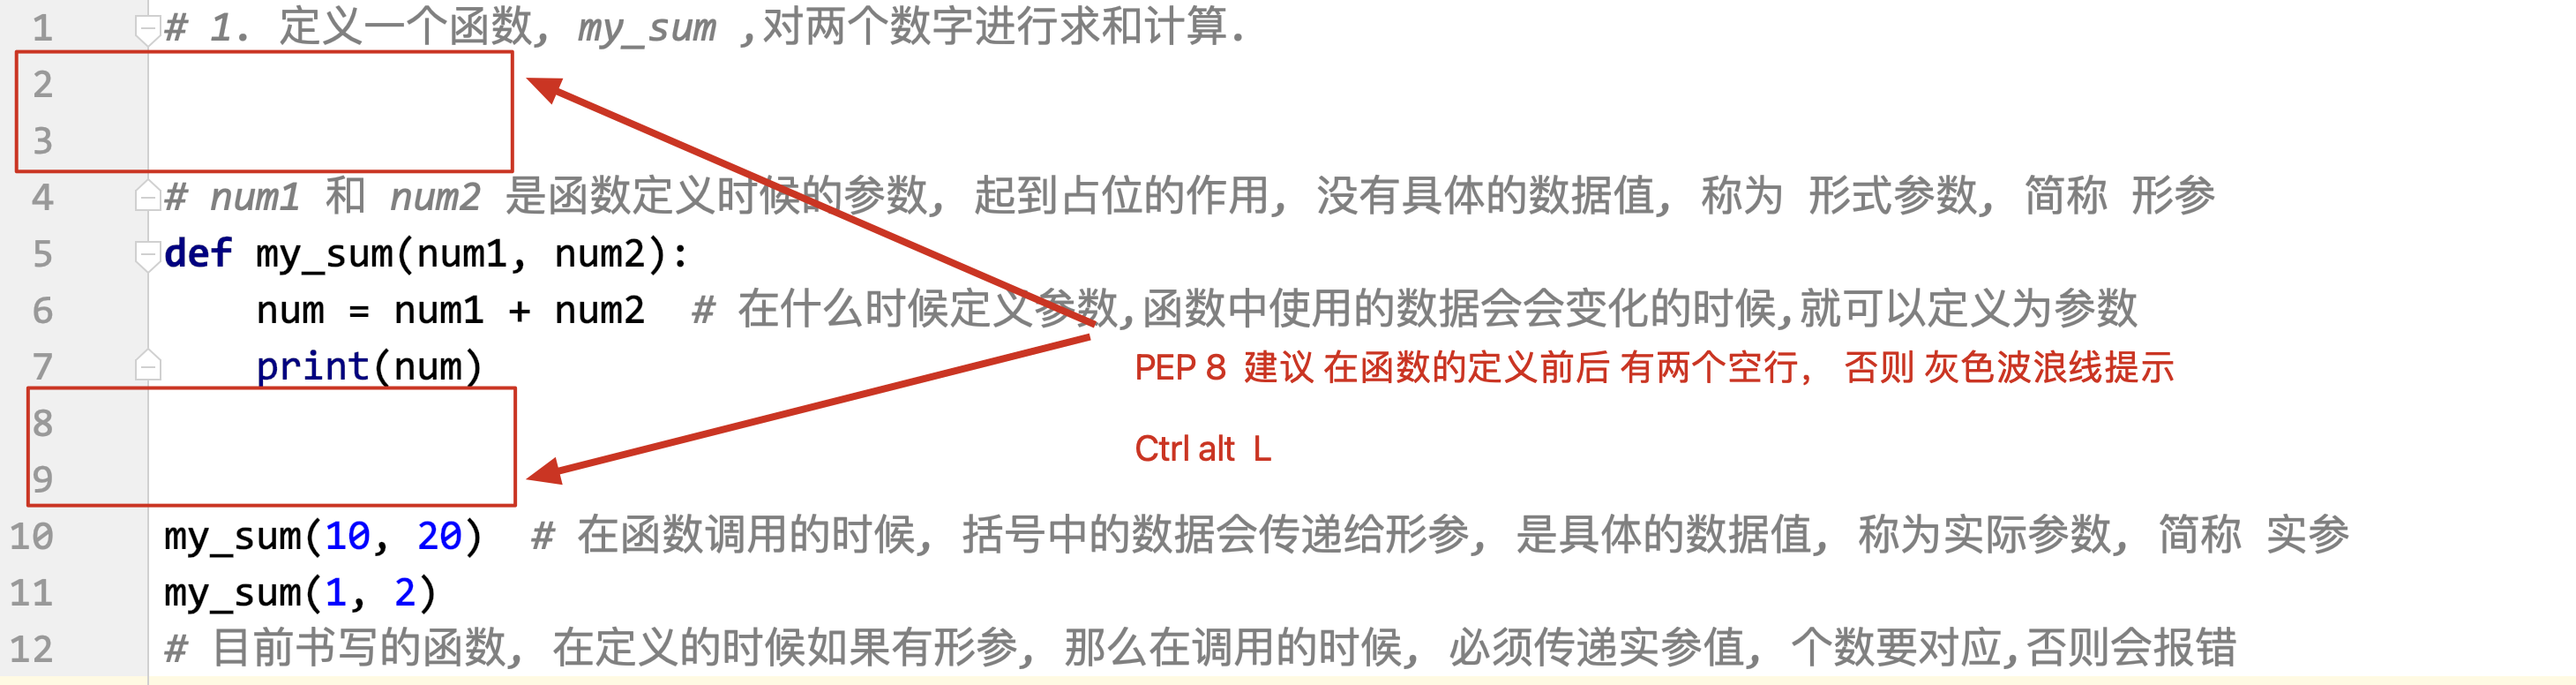 1 # 1. 定义一个函数, my_sum ,对两个数字进行求和计算.
2
3
4 # num1 和 num2 是函数定义时候的参数, 起到占位的作用, 没有具体的数据值, 称为 形式参数, 简称 形参
5 def my_sum(num1, num2):
6 num = num1 + num2 # 在什么时候定义参数,函数中使用的数据会会变化的时候,就可以定义为参数
7 print(num)
PEP 8 建议 在函数的定义前后 有两个空行, 否则 灰色波浪线提示
8
Ctrl alt L
9
10 my_sum(10, 20) # 在函数调用的时候, 括号中的数据会传递给形参, 是具体的数据值, 称为实际参数, 简称 实参
11 my_sum(1, 2)
12 # 目前书写的函数, 在定义的时候如果有形参, 那么在调用的时候, 必须传递实参值, 个数要对应,否则会报错